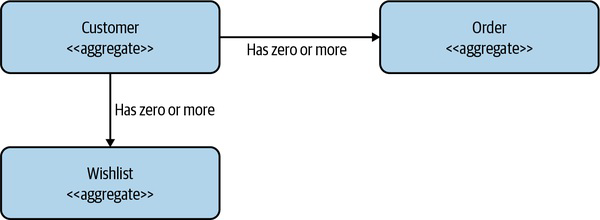 Customer
<<aggregate>>
Has zero or more
Order
<<aggregate>>
Has zero or more
Wishlist
<<aggregate>>